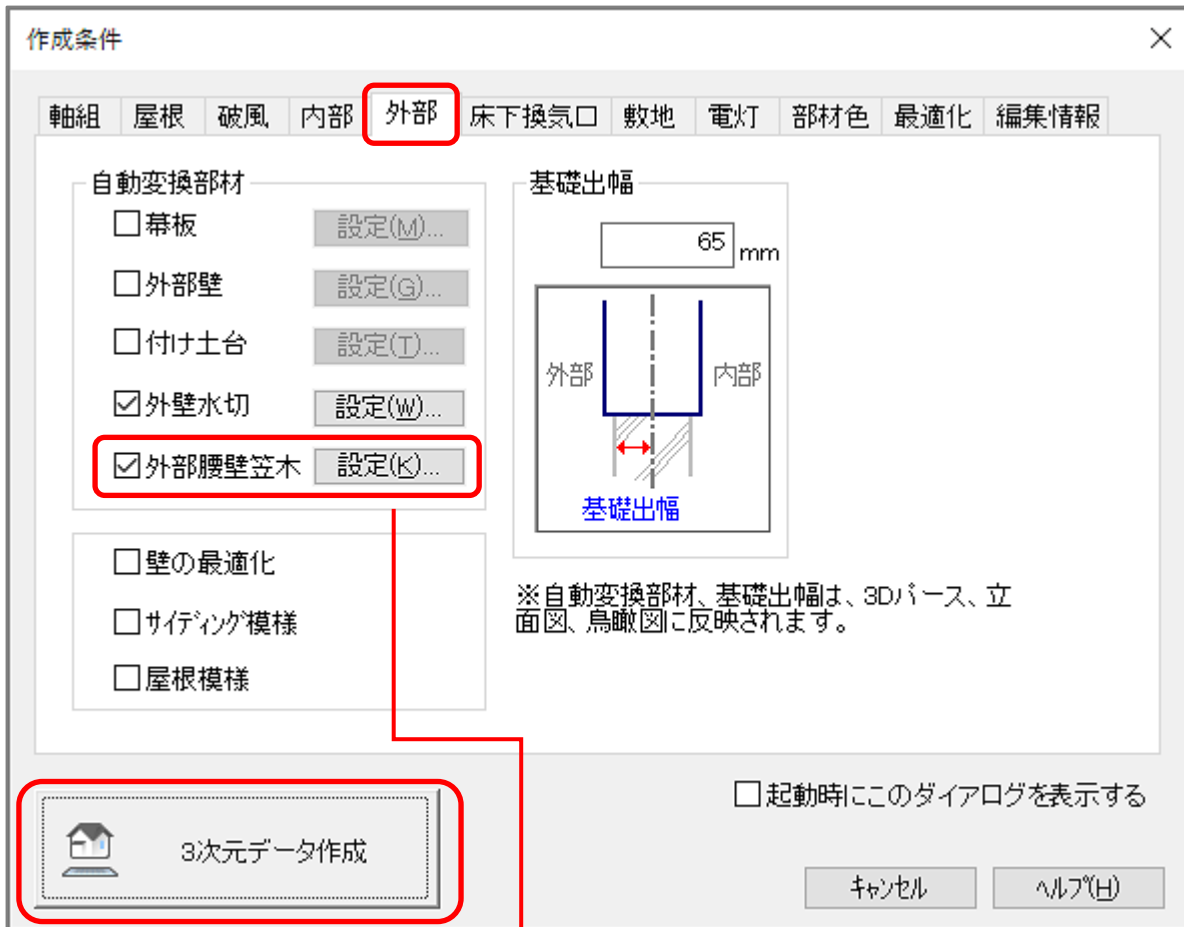 作成条件
軸組 屋根 破風 内部 外部 床下換気口 敷地 電灯 部材色 最適化 編集情報
自動変換部材
幕板 設定(M)...
外部壁 設定(G)...
付け土台 設定(T)...
外壁水切 設定(W)...
外部腰壁笠木 設定(K)...
壁の最適化
サイディング模様
屋根模様
基礎出幅
65 mm
外部 内部
基礎出幅
※自動変換部材、基礎出幅は、3Dパース、立
面図、鳥瞰図に反映されます。
3次元データ作成
起動時にこのダイアログを表示する
キャンセル ヘルプ(H)